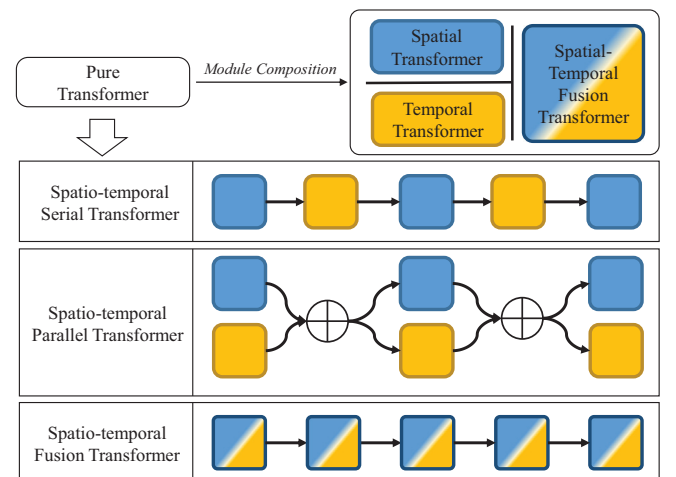 Pure
Transformer
Module Composition
Spatial
Transformer
Temporal
Transformer
Spatial-
Temporal
Fusion
Transformer
Spatio-temporal
Serial Transformer
Spatio-temporal
Parallel Transformer
Spatio-temporal
Fusion Transformer